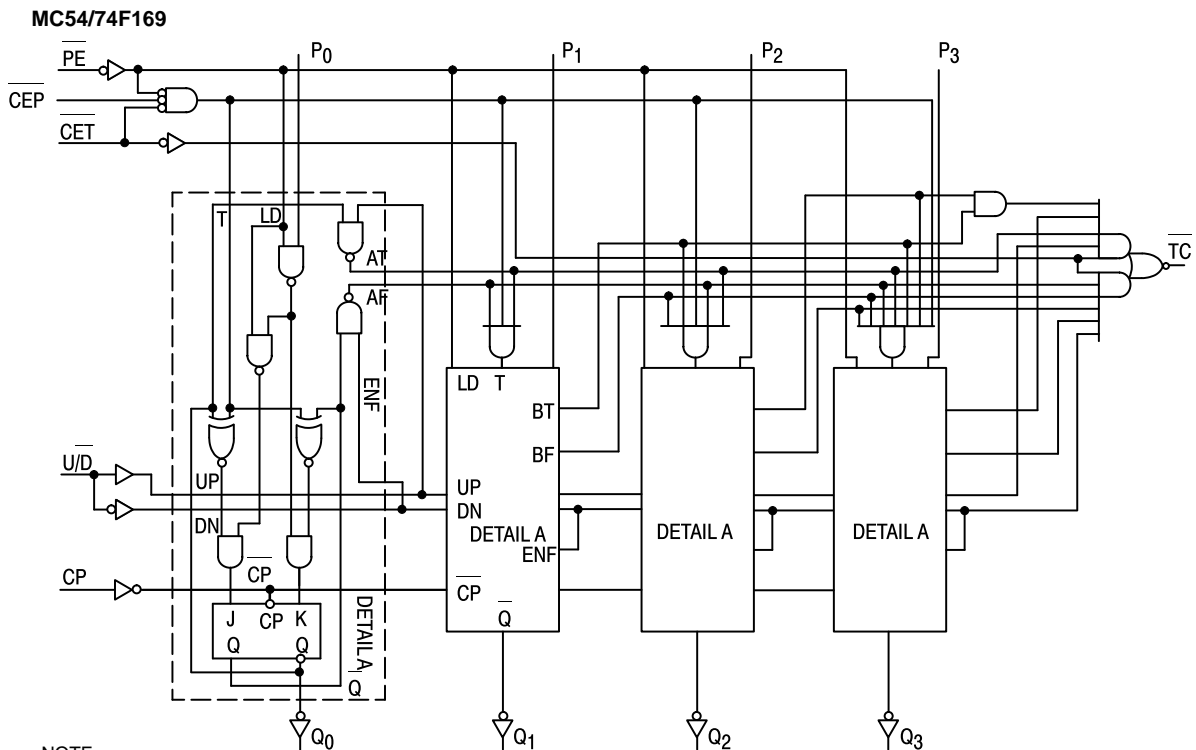 MC54/74F169
PE
P0
P1
P2
P3
CEP
CET
T
LD
AT
AF
TC
ENF
LD T
BT
BF
U/D
UP
UP
DN
DN
DETAIL A
ENF
DETAIL A
DETAIL A
CP
CP
CP
Q
J
CP
K
Q
Q
DETAIL A
Q
Q0
Q1
Q2
Q3